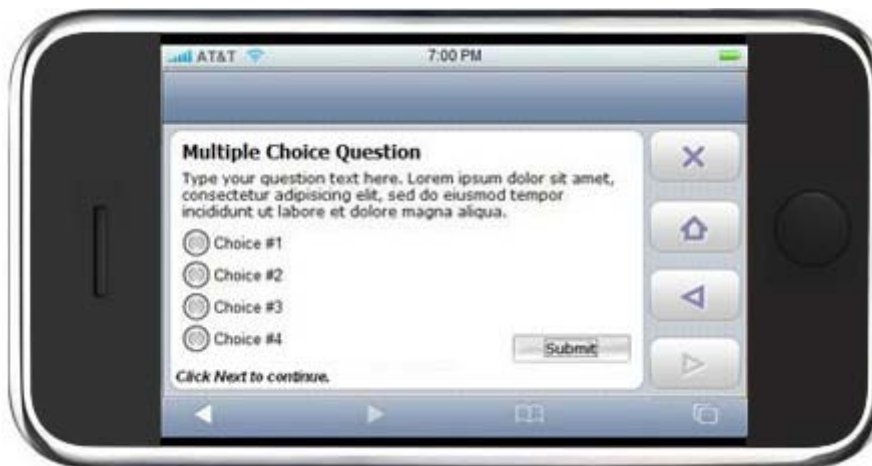 AT&T 7:00 PM
Multiple Choice Question
Type your question text here. Lorem ipsum dolor sit amet,
consectetur adipisicing elit, sed do eiusmod tempor
incididunt ut labore et dolore magna aliqua.
Choice #1
Choice #2
Choice #3
Choice #4
Submit
Click Next to continue.